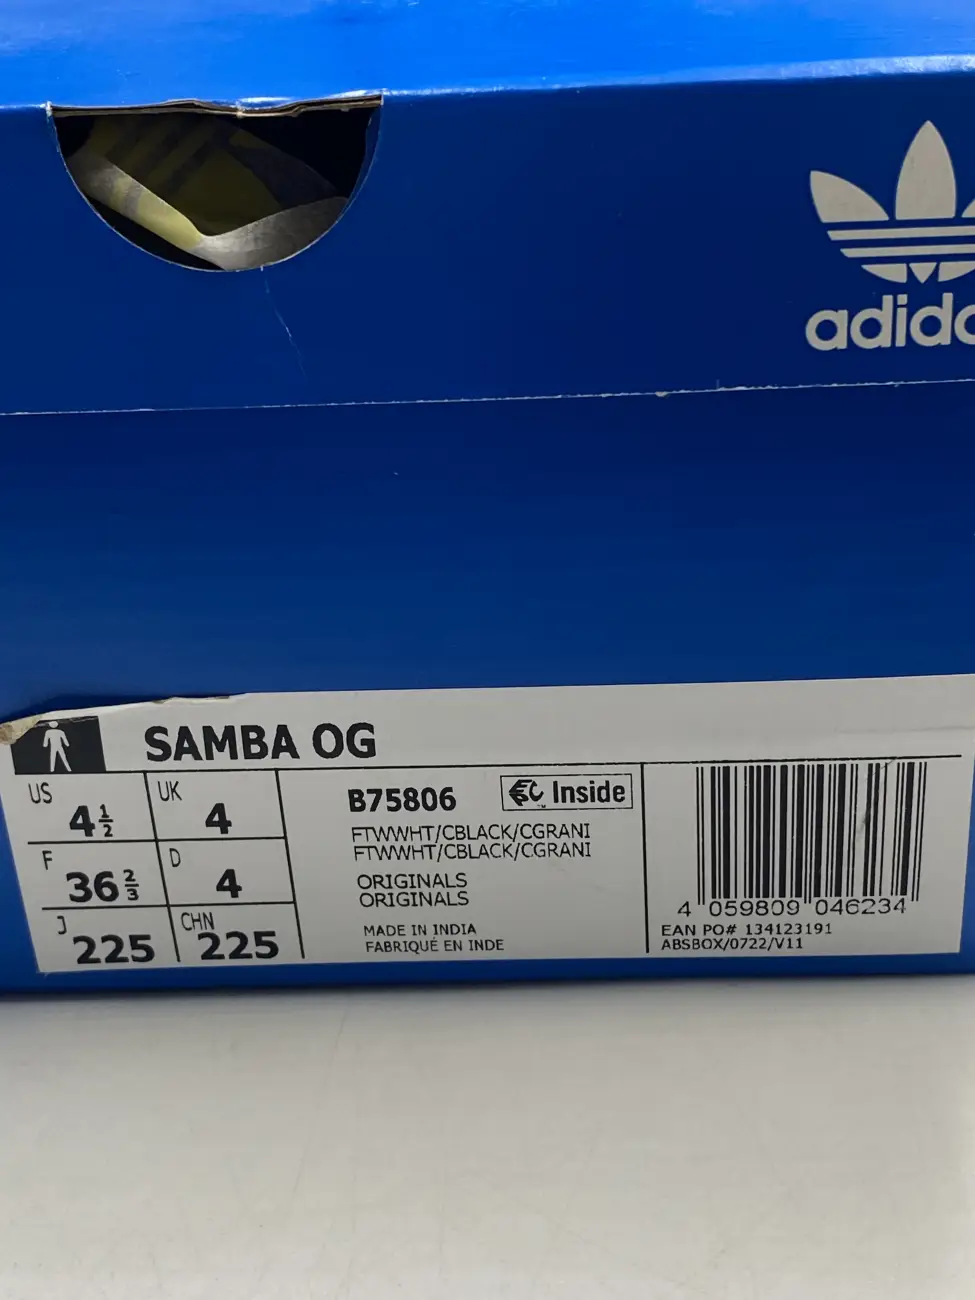 adida
SAMBA OG
US 4½
UK 4
F 36⅔
D 4
J 225
CHN 225
B75806
Inside
FTWWHT/CBLACK/CGRANI
FTWWHT/CBLACK/CGRANI
ORIGINALS
ORIGINALS
MADE IN INDIA
FABRIQUÉ EN INDE
4 059809 046234
EAN PO# 134123191
ABSBOX/0722/V11